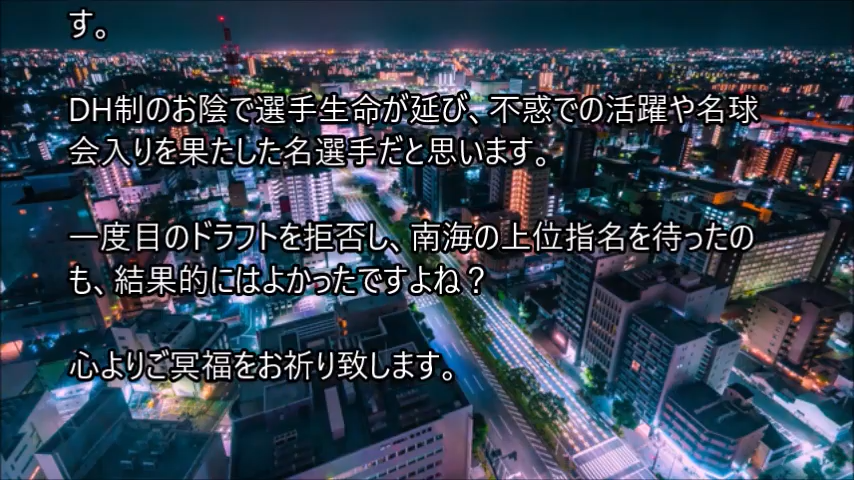 す。
DH制のお陰で選手生命が延び、不惑での活躍や名球
会入りを果たした名選手だと思います。
一度目のドラフトを拒否し、南海の上位指名を待ったの
も、結果的にはよかったですよね？
心よりご冥福をお祈り致します。